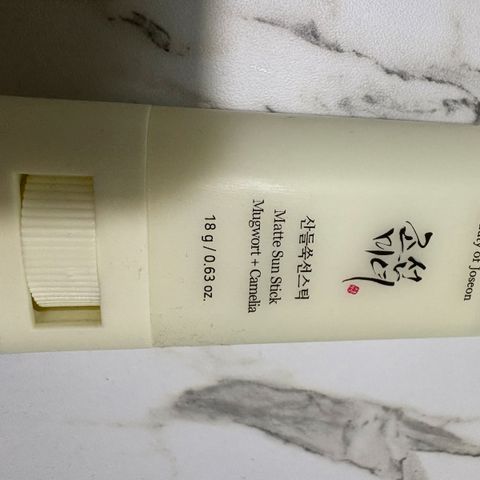 of Joseon
조선
미녀
산들쑥선스틱
Matte Sun Stick
Mugwort + Camelia
18 g / 0.63 oz.